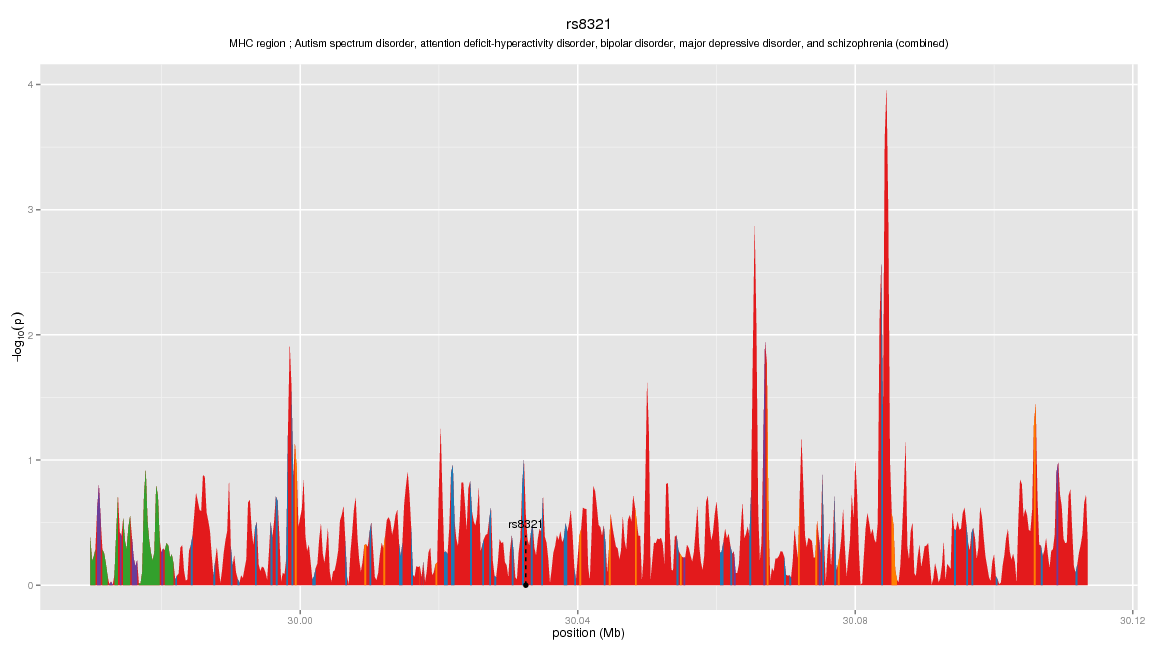 rs8321
MHC region ; Autism spectrum disorder, attention deficit-hyperactivity disorder, bipolar disorder, major depressive disorder, and schizophrenia (combined)
4
3
2
1
0
−log10(p)
rs8321
30.00
30.04
30.08
30.12
position (Mb)